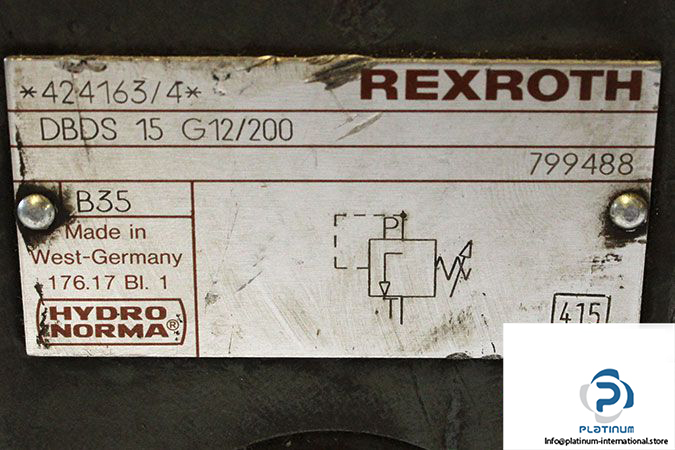 *424163/4*
REXROTH
DBDS 15 G12/200
799488
B35
Made in
West-Germany
176.17 Bl. 1
HYDRO
NORMA®
P
T
415
PLATINUM
Info@platinum-international.store